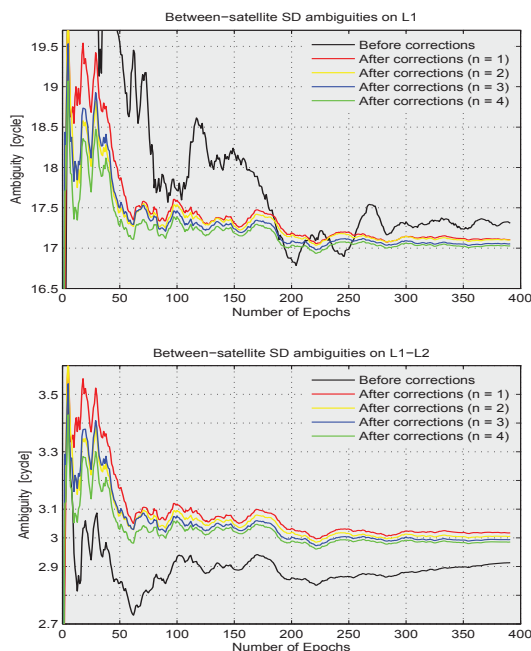 Between−satellite SD ambiguities on L1
19.5
19
18.5
18
17.5
17
16.5
Ambiguity [cycle]
Before corrections
After corrections (n = 1)
After corrections (n = 2)
After corrections (n = 3)
After corrections (n = 4)
0 50 100 150 200 250 300 350 400
Number of Epochs
Between−satellite SD ambiguities on L1−L2
3.5
3.3
3.1
3
2.9
2.7
Ambiguity [cycle]
Before corrections
After corrections (n = 1)
After corrections (n = 2)
After corrections (n = 3)
After corrections (n = 4)
0 50 100 150 200 250 300 350 400
Number of Epochs